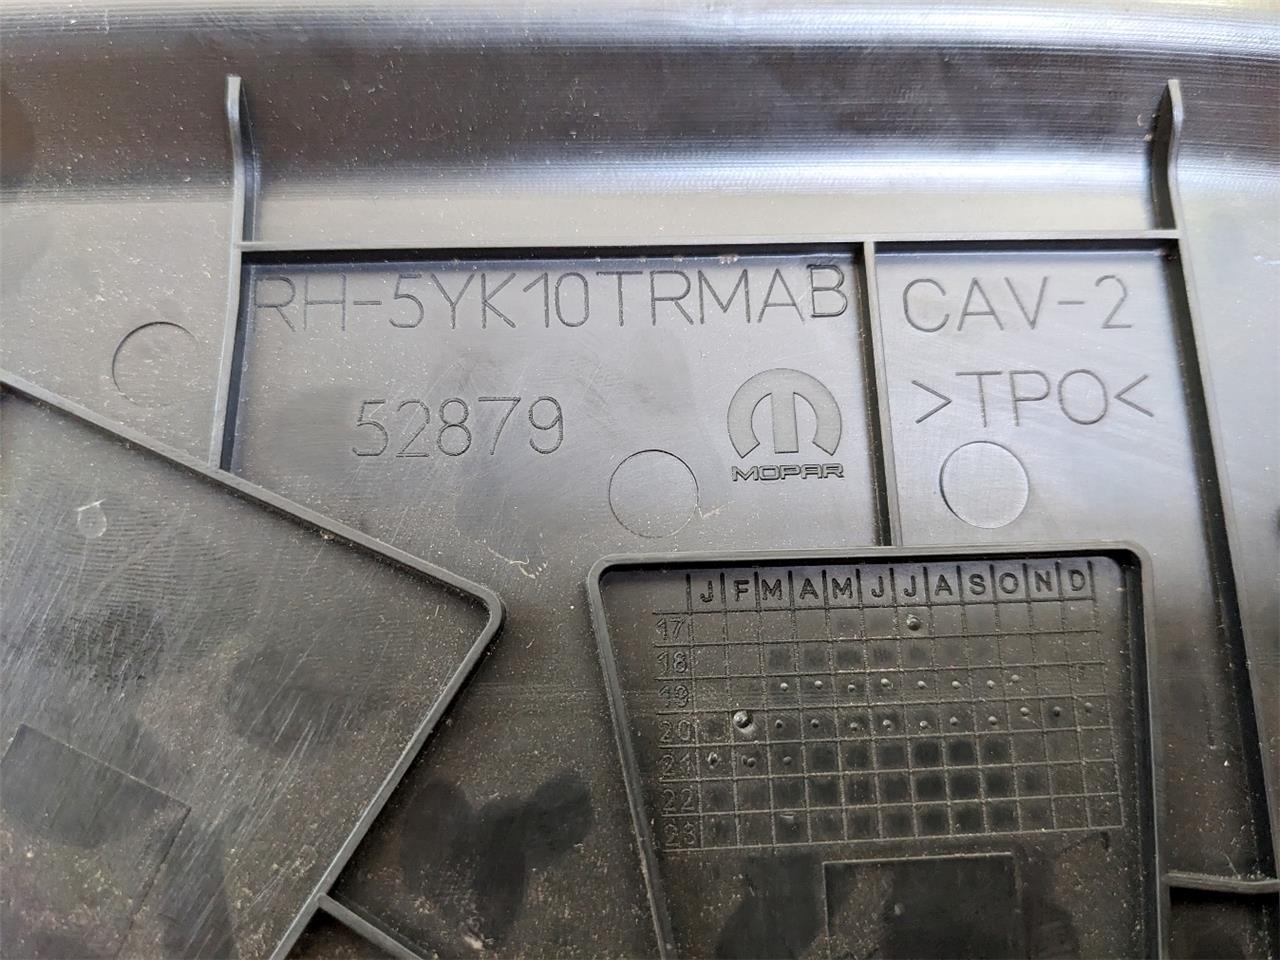 RH-5YK10TRMAB
52879
MOPAR
CAV-2
>TPO<
J F M A M J J A S O N D
17
18
19
20
21
22
23